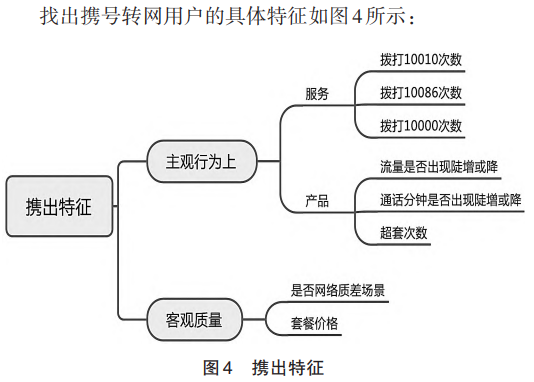 找出携号转网用户的具体特征如图4所示：
拨打10010次数
服务
拨打10086次数
拨打10000次数
主观行为上
流量是否出现陡增或降
产品
通话分钟是否出现陡增或降
携出特征
超套次数
是否网络质差场景
客观质量
套餐价格
图4 携出特征